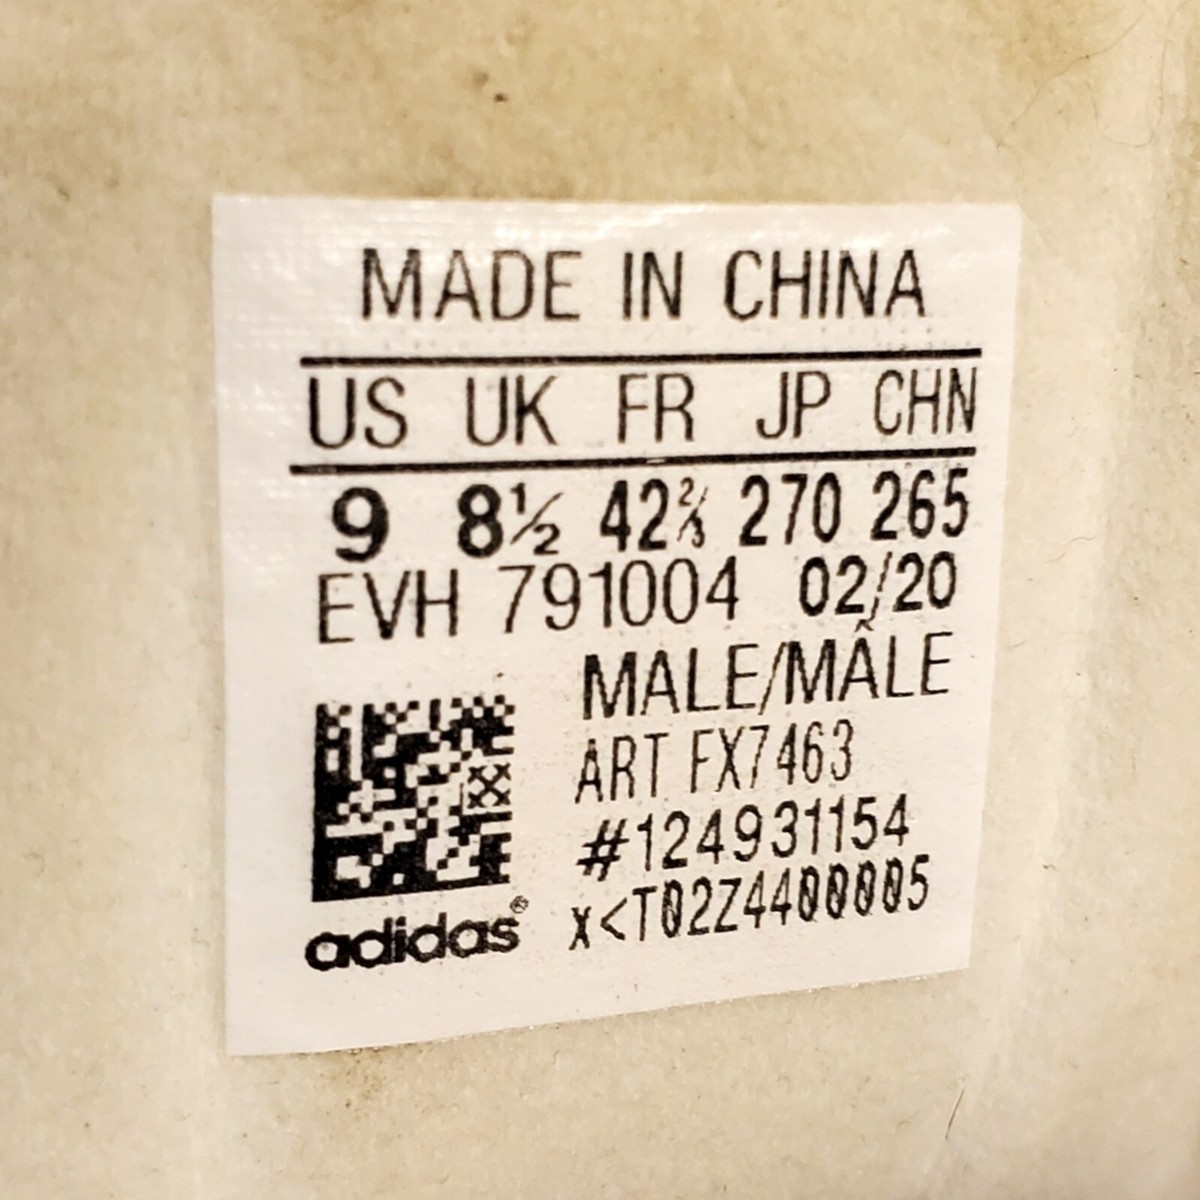 MADE IN CHINA
US UK FR JP CHN
9 8½ 42⅔ 270 265
EVH 791004 02/20
MALE/MÂLE
ART FX7463
#124931154
x<T02Z4400005
adidas®